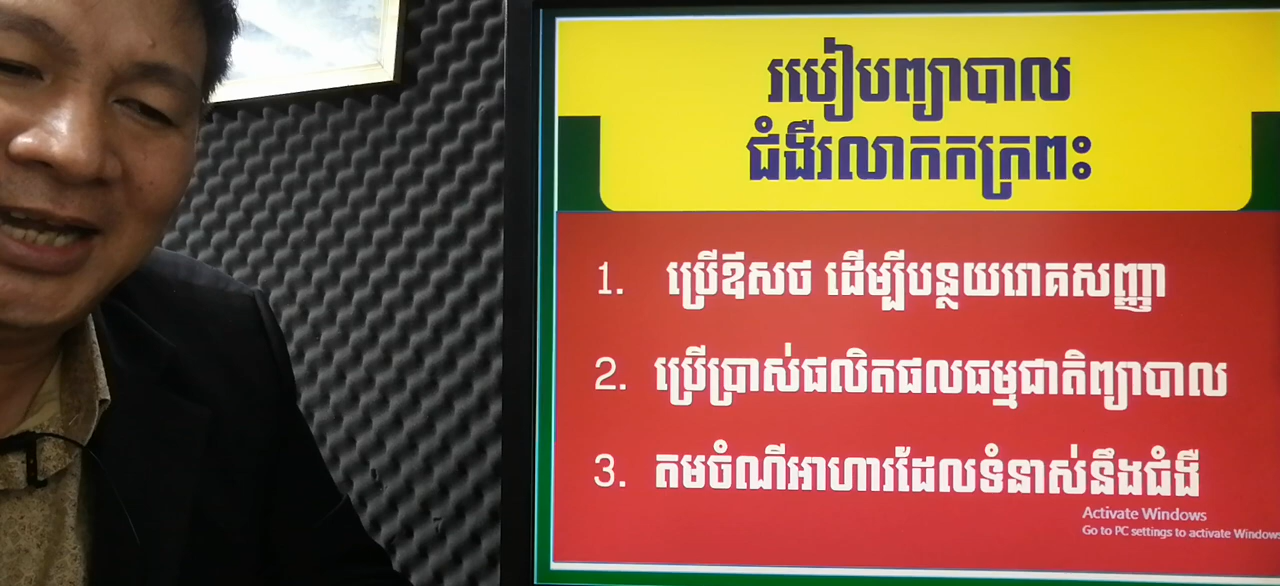 របៀបព្យាបាល
ជំងឺរលាកកក្រពះ
1. ប្រើឪសថ ដើម្បីបន្ថយរោគសញ្ញា
2. ប្រើប្រាស់ផលិតផលធម្មជាតិព្យាបាល
3. តមចំណីអាហារដែលទំនាស់នឹងជំងឺ
Activate Windows
Go to PC settings to activate Windows